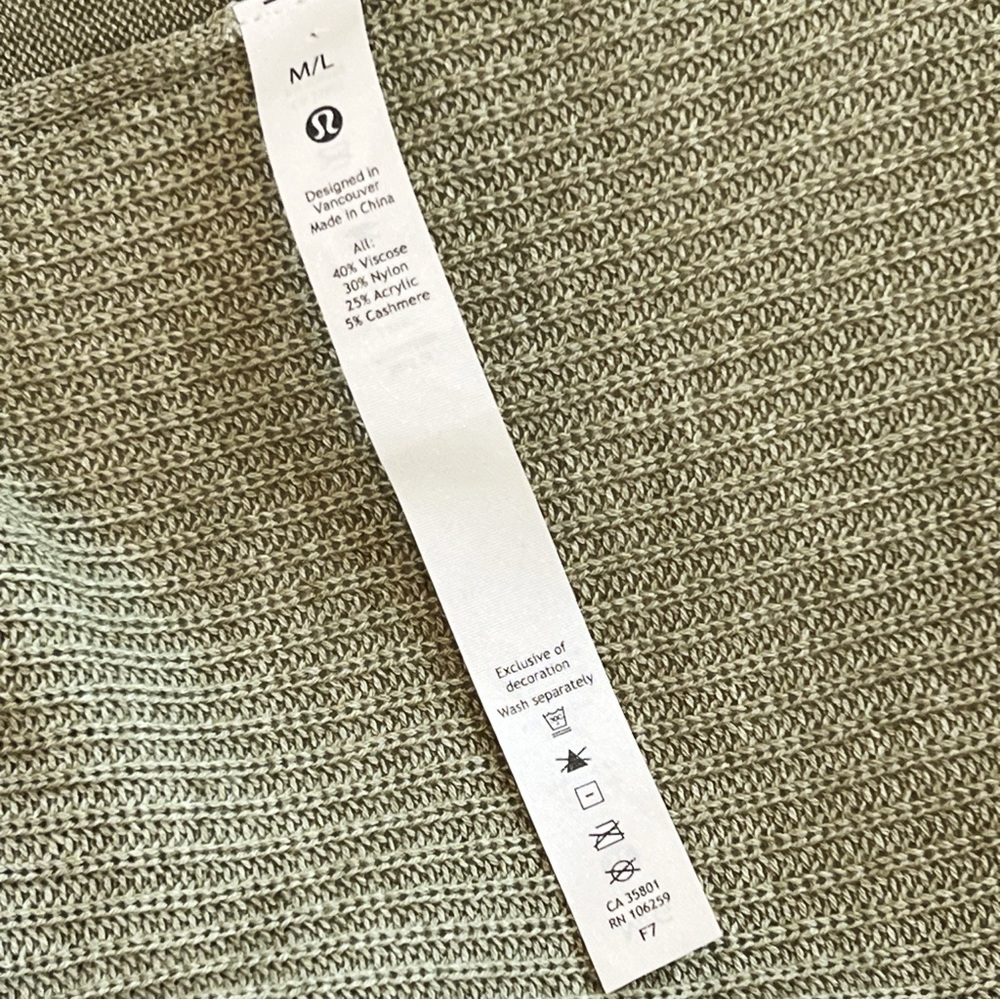 M/L
Designed in
Vancouver
Made in China
All:
40% Viscose
30% Nylon
25% Acrylic
5% Cashmere
Exclusive of
decoration
Wash separately
CA 35801
RN 106259
F7